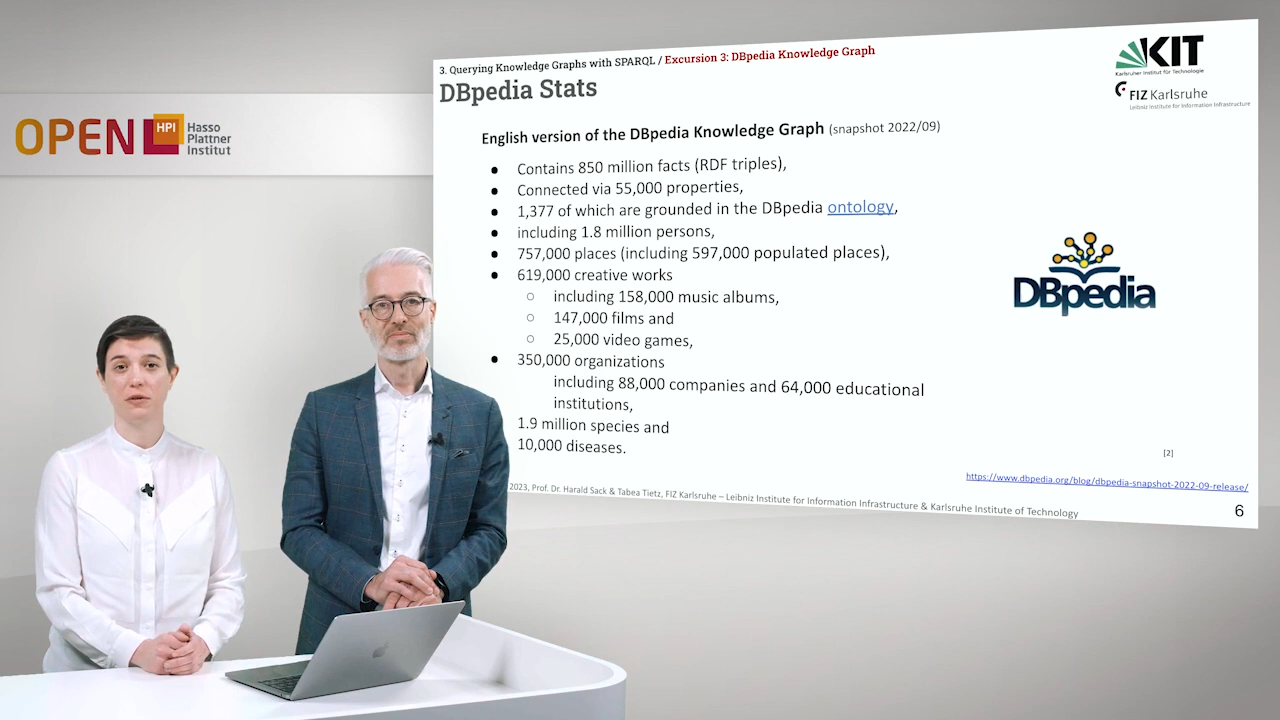 OPEN HPI Hasso
Plattner
Institut
3. Querying Knowledge Graphs with SPARQL / Excursion 3: DBpedia Knowledge Graph
DBpedia Stats
KIT
Karlsruher Institut für Technologie
FIZ Karlsruhe
Leibniz Institute for Information Infrastructure
English version of the DBpedia Knowledge Graph (snapshot 2022/09)
● Contains 850 million facts (RDF triples),
● Connected via 55,000 properties,
● 1,377 of which are grounded in the DBpedia ontology,
● including 1.8 million persons,
● 757,000 places (including 597,000 populated places),
● 619,000 creative works
○ including 158,000 music albums,
○ 147,000 films and
○ 25,000 video games,
● 350,000 organizations
including 88,000 companies and 64,000 educational
institutions,
1.9 million species and
10,000 diseases.
DBpedia
[2]
https://www.dbpedia.org/blog/dbpedia-snapshot-2022-09-release/
2023, Prof. Dr. Harald Sack & Tabea Tietz, FIZ Karlsruhe – Leibniz Institute for Information Infrastructure & Karlsruhe Institute of Technology
6